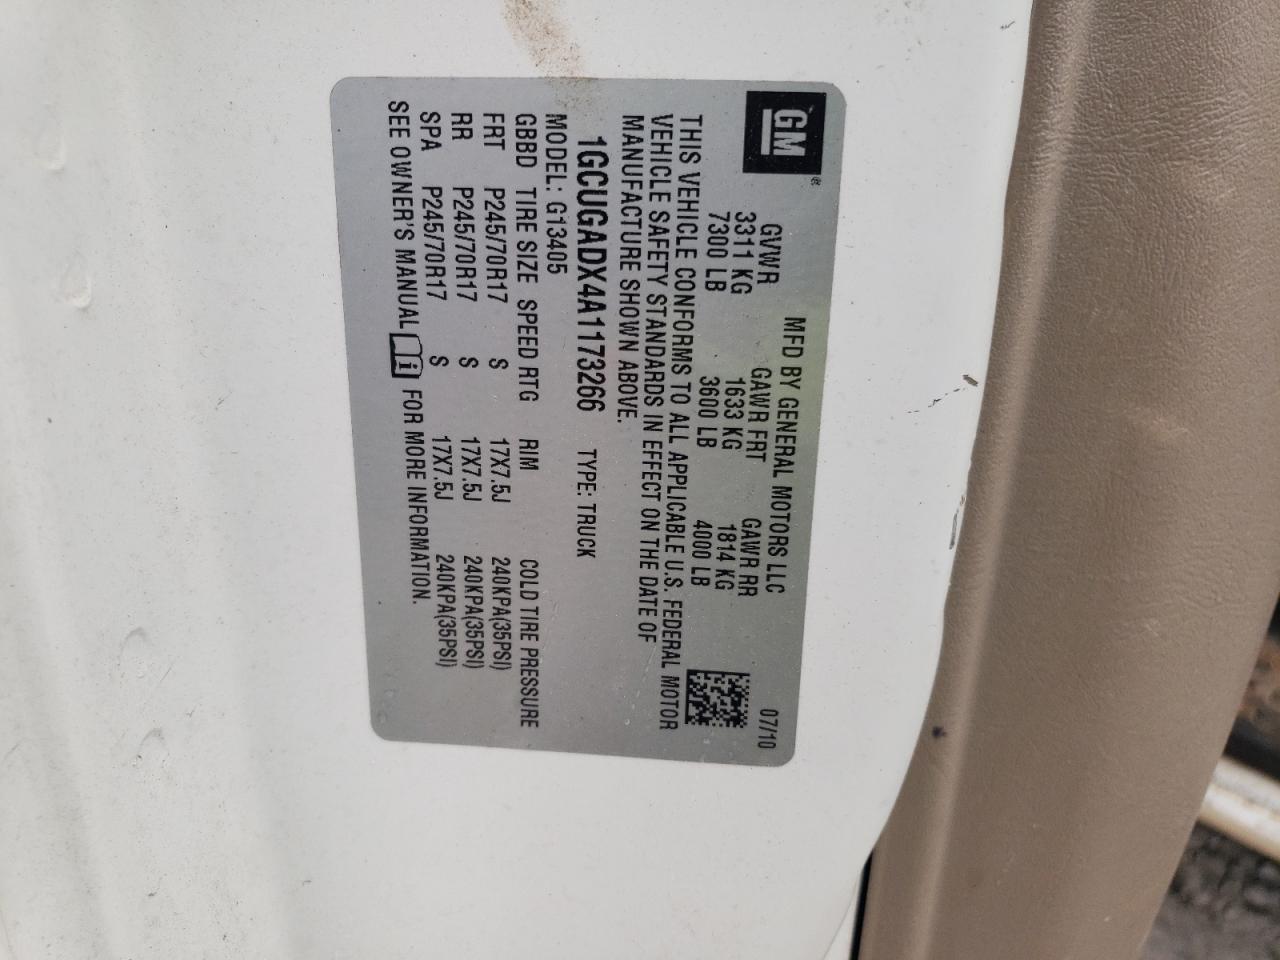 GM®
MFD BY GENERAL MOTORS LLC 07/10
GVWR GAWR FRT GAWR RR
3311 KG 1633 KG 1814 KG
7300 LB 3600 LB 4000 LB
THIS VEHICLE CONFORMS TO ALL APPLICABLE U.S. FEDERAL MOTOR
VEHICLE SAFETY STANDARDS IN EFFECT ON THE DATE OF
MANUFACTURE SHOWN ABOVE.
1GCUGADX4A1173266 TYPE: TRUCK
MODEL: G13405
GBBD TIRE SIZE SPEED RTG RIM COLD TIRE PRESSURE
FRT P245/70R17 S 17X7.5J 240KPA(35PSI)
RR P245/70R17 S 17X7.5J 240KPA(35PSI)
SPA P245/70R17 S 17X7.5J 240KPA(35PSI)
SEE OWNER'S MANUAL i FOR MORE INFORMATION.